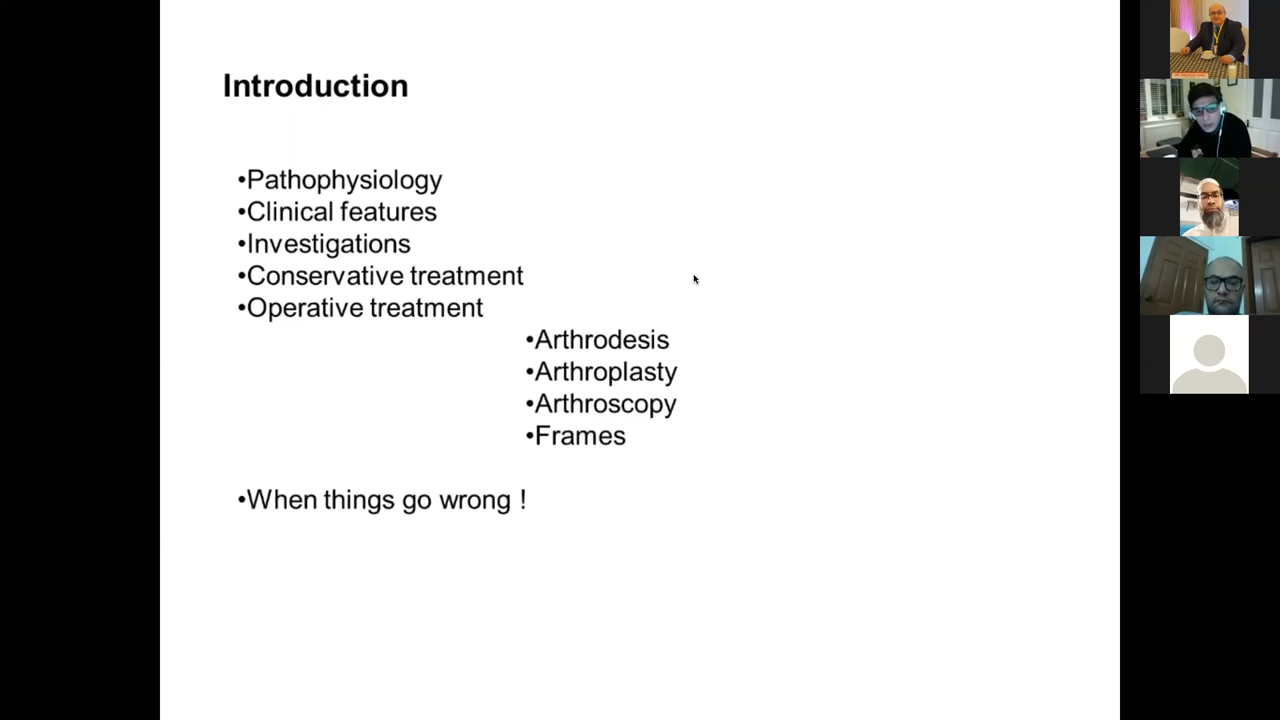 Introduction
•Pathophysiology
•Clinical features
•Investigations
•Conservative treatment
•Operative treatment
•Arthrodesis
•Arthroplasty
•Arthroscopy
•Frames
•When things go wrong !